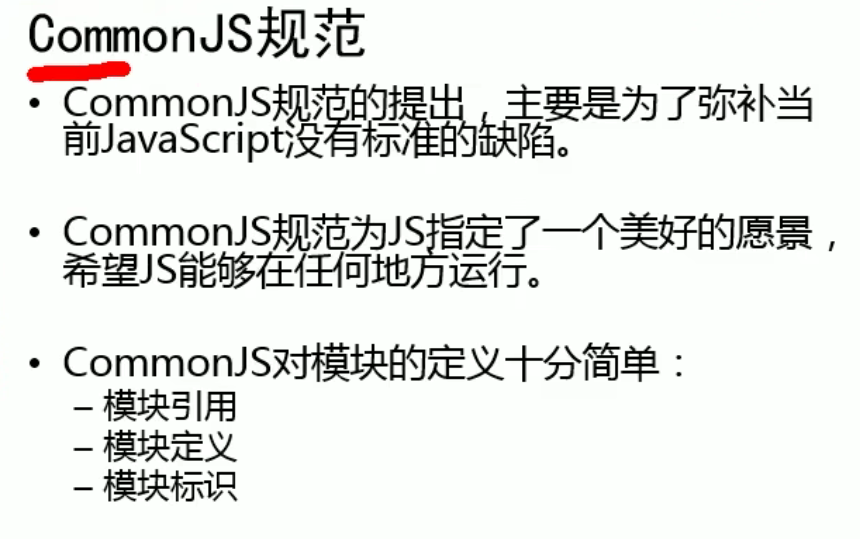 CommonJS规范
• CommonJS规范的提出，主要是为了弥补当
前JavaScript没有标准的缺陷。
• CommonJS规范为JS指定了一个美好的愿景，
希望JS能够在任何地方运行。
• CommonJS对模块的定义十分简单：
– 模块引用
– 模块定义
– 模块标识